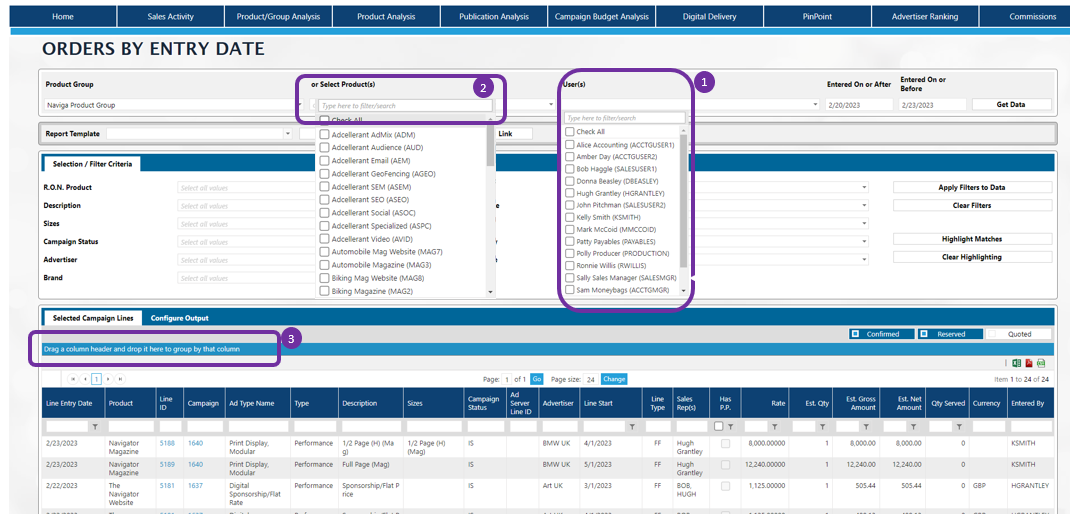 Home Sales Activity Product/Group Analysis Product Analysis Publication Analysis Campaign Budget Analysis Digital Delivery PinPoint Advertiser Ranking Commissions
ORDERS BY ENTRY DATE
Product Group or Select Product(s) 2 User(s) 1 Entered On or After Entered On or Before
Naviga Product Group Type here to filter/search 2/20/2023 2/23/2023 Get Data
Type here to filter/search
Report Template Link
Check All
Adcellerant AdMix (ADM)
Adcellerant Audience (AUD)
Adcellerant Email (AEM)
Adcellerant GeoFencing (AGEO)
Adcellerant SEM (ASEM)
Adcellerant SEO (ASEO)
Adcellerant Social (ASOC)
Adcellerant Specialized (ASPC)
Adcellerant Video (AVID)
Automobile Mag Website (MAG7)
Automobile Magazine (MAG3)
Biking Mag Website (MAG8)
Biking Magazine (MAG2)
Check All
Alice Accounting (ACCTGUSER1)
Amber Day (ACCTGUSER2)
Bob Haggle (SALESUSER1)
Donna Beasley (DBEASLEY)
Hugh Grantley (HGRANTLEY)
John Pitchman (SALESUSER2)
Kelly Smith (KSMITH)
Mark McCoid (MMCCOID)
Patty Payables (PAYABLES)
Polly Producer (PRODUCTION)
Ronnie Willis (RWILLIS)
Sally Sales Manager (SALESMGR)
Sam Moneybags (ACCTGMGR)
Selection / Filter Criteria
R.O.N. Product Select all values Apply Filters to Data
Description Select all values Clear Filters
Sizes Select all values
Campaign Status Select all values Highlight Matches
Advertiser Select all values Clear Highlighting
Brand Select all values
Selected Campaign Lines Configure Output
Confirmed Reserved Quoted
Drag a column header and drop it here to group by that column 3
1 Page: 1 of 1 Go Page size: 24 Change Item 1 to 24 of 24
Line Entry Date Product Line ID Campaign Ad Type Name Type Description Sizes Campaign Status Ad Server Line ID Advertiser Line Start Line Type Sales Rep(s) Has P.P. Rate Est. Qty Est. Gross Amount Est. Net Amount Qty Served Currency Entered By
2/23/2023 Navigator Magazine 5188 1640 Print Display, Modular Performance 1/2 Page (H) (Mag) 1/2 Page (H) (Mag) IS BMW UK 4/1/2023 FF Hugh Grantley 8,000.00000 1 8,000.00 8,000.00 0 KSMITH
2/23/2023 Navigator Magazine 5189 1640 Print Display, Modular Performance Full Page (Mag) IS BMW UK 5/1/2023 FF Hugh Grantley 12,240.00000 1 12,240.00 12,240.00 0 KSMITH
2/22/2023 The Navigator Website 5181 1637 Digital Sponsorship/Flat Rate Performance Sponsorship/Flat Price IS Art UK 3/1/2023 FF BOB, HUGH 1,125.00000 1 505.44 505.44 0 GBP HGRANTLEY